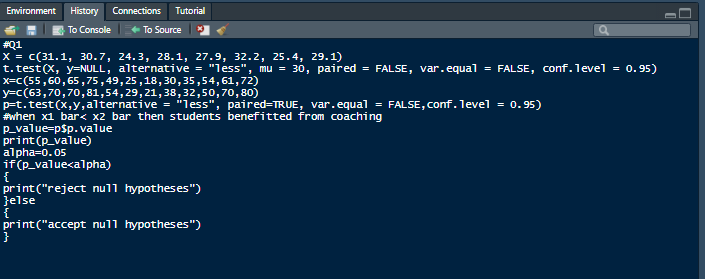 Environment History Connections Tutorial
To Console To Source
#Q1
X = c(31.1, 30.7, 24.3, 28.1, 27.9, 32.2, 25.4, 29.1)
t.test(X, y=NULL, alternative = "less", mu = 30, paired = FALSE, var.equal = FALSE, conf.level = 0.95)
x=c(55,60,65,75,49,25,18,30,35,54,61,72)
y=c(63,70,70,81,54,29,21,38,32,50,70,80)
p=t.test(x,y,alternative = "less", paired=TRUE, var.equal = FALSE,conf.level = 0.95)
#when x1 bar< x2 bar then students benefitted from coaching
p_value=p$p.value
print(p_value)
alpha=0.05
if(p_value<alpha)
{
print("reject null hypotheses")
}else
{
print("accept null hypotheses")
}